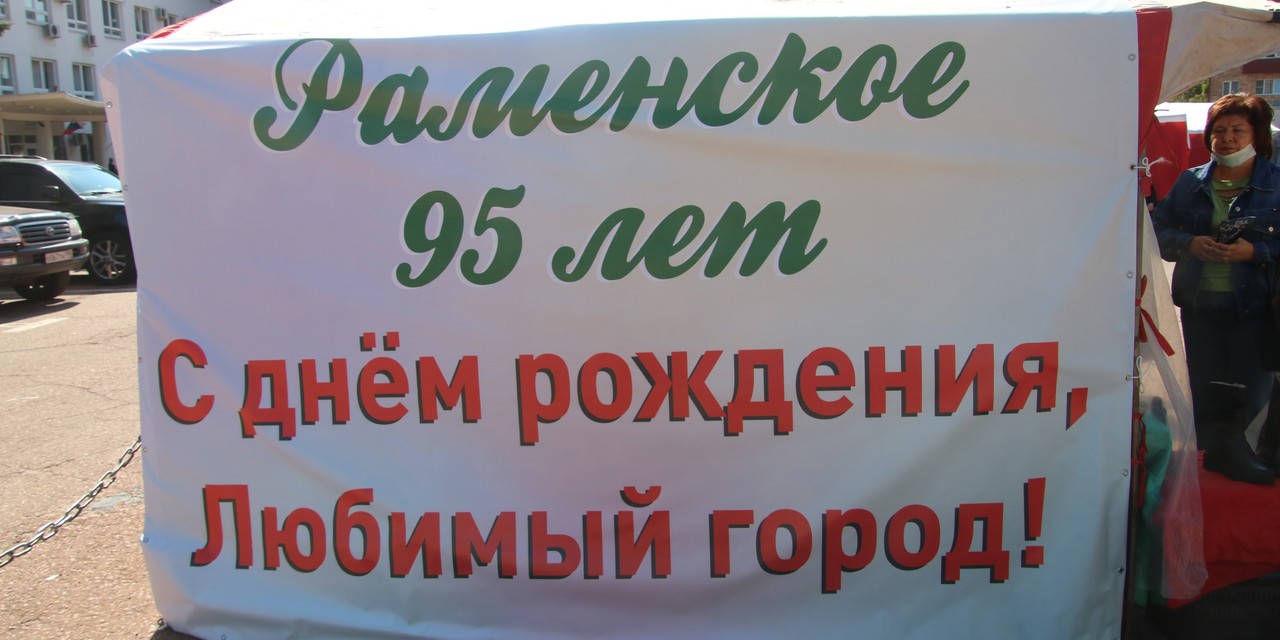 Раменское
95 лет
С днём рождения,
Любимый город!